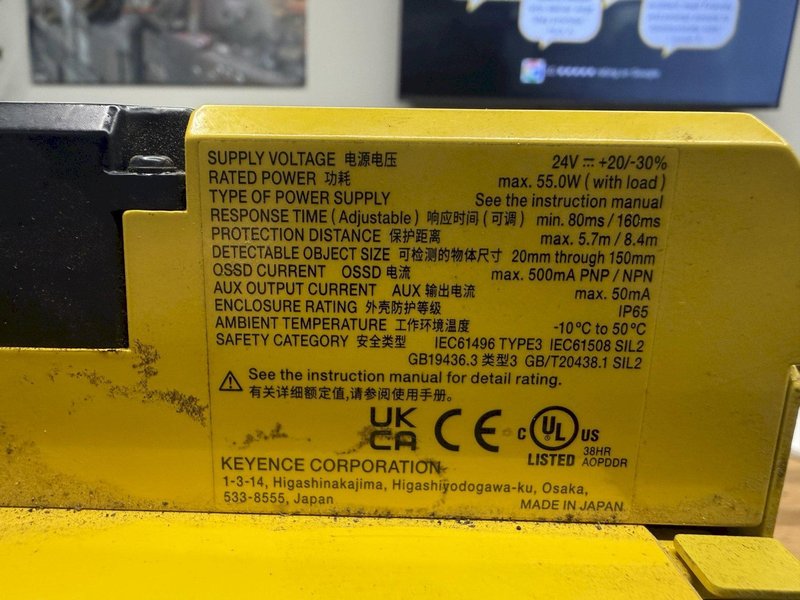 SUPPLY VOLTAGE 电源电压 24V ⎓ +20/-30%
RATED POWER 功耗 max. 55.0W ( with load )
TYPE OF POWER SUPPLY See the instruction manual
RESPONSE TIME ( Adjustable ) 响应时间 ( 可调 ) min. 80ms / 160ms
PROTECTION DISTANCE 保护距离 max. 5.7m / 8.4m
DETECTABLE OBJECT SIZE 可检测的物体尺寸 20mm through 150mm
OSSD CURRENT OSSD 电流 max. 500mA PNP / NPN
AUX OUTPUT CURRENT AUX 输出电流 max. 50mA
ENCLOSURE RATING 外壳防护等级 IP65
AMBIENT TEMPERATURE 工作环境温度 -10°C to 50°C
SAFETY CATEGORY 安全类型 IEC61496 TYPE3 IEC61508 SIL2
GB19436.3 类型3 GB/T20438.1 SIL2
See the instruction manual for detail rating.
有关详细额定值,请参阅使用手册。
UK CA CE C UL US
LISTED 38HR AOPDDR
KEYENCE CORPORATION
1-3-14, Higashinakajima, Higashiyodogawa-ku, Osaka,
533-8555, Japan MADE IN JAPAN